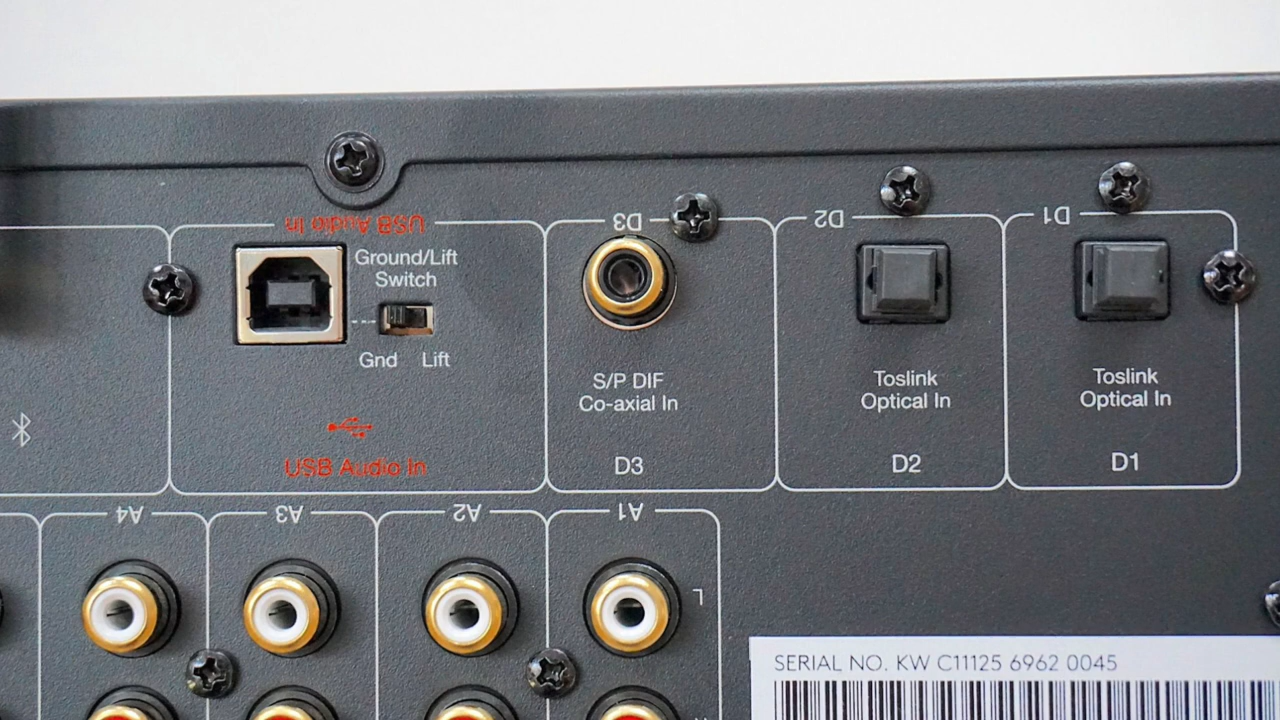 USB Audio In
D3
D2
D1
Ground/Lift
Switch
Gnd Lift
S/P DIF
Co-axial In
Toslink
Optical In
Toslink
Optical In
USB Audio In
D3
D2
D1
A4
A3
A2
A1
L
SERIAL NO. KW C11125 6962 0045